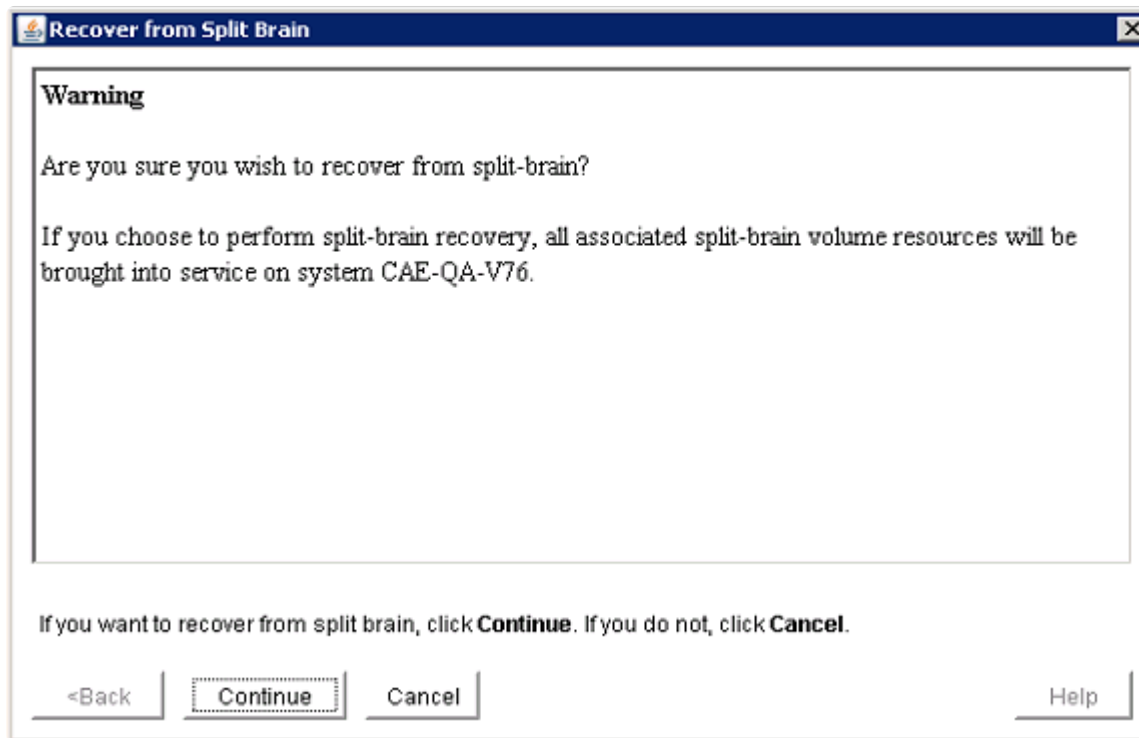 Recover from Split Brain
Warning
Are you sure you wish to recover from split-brain?
If you choose to perform split-brain recovery, all associated split-brain volume resources will be
brought into service on system CAE-QA-V76.
If you want to recover from split brain, click Continue. If you do not, click Cancel.
<Back Continue Cancel Help